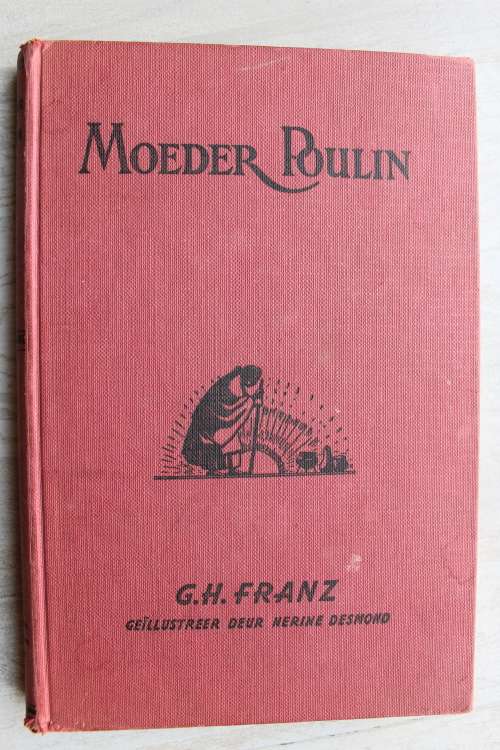 MOEDER POULIN
G.H. FRANZ
GEÏLLUSTREER DEUR NERINE DESMOND